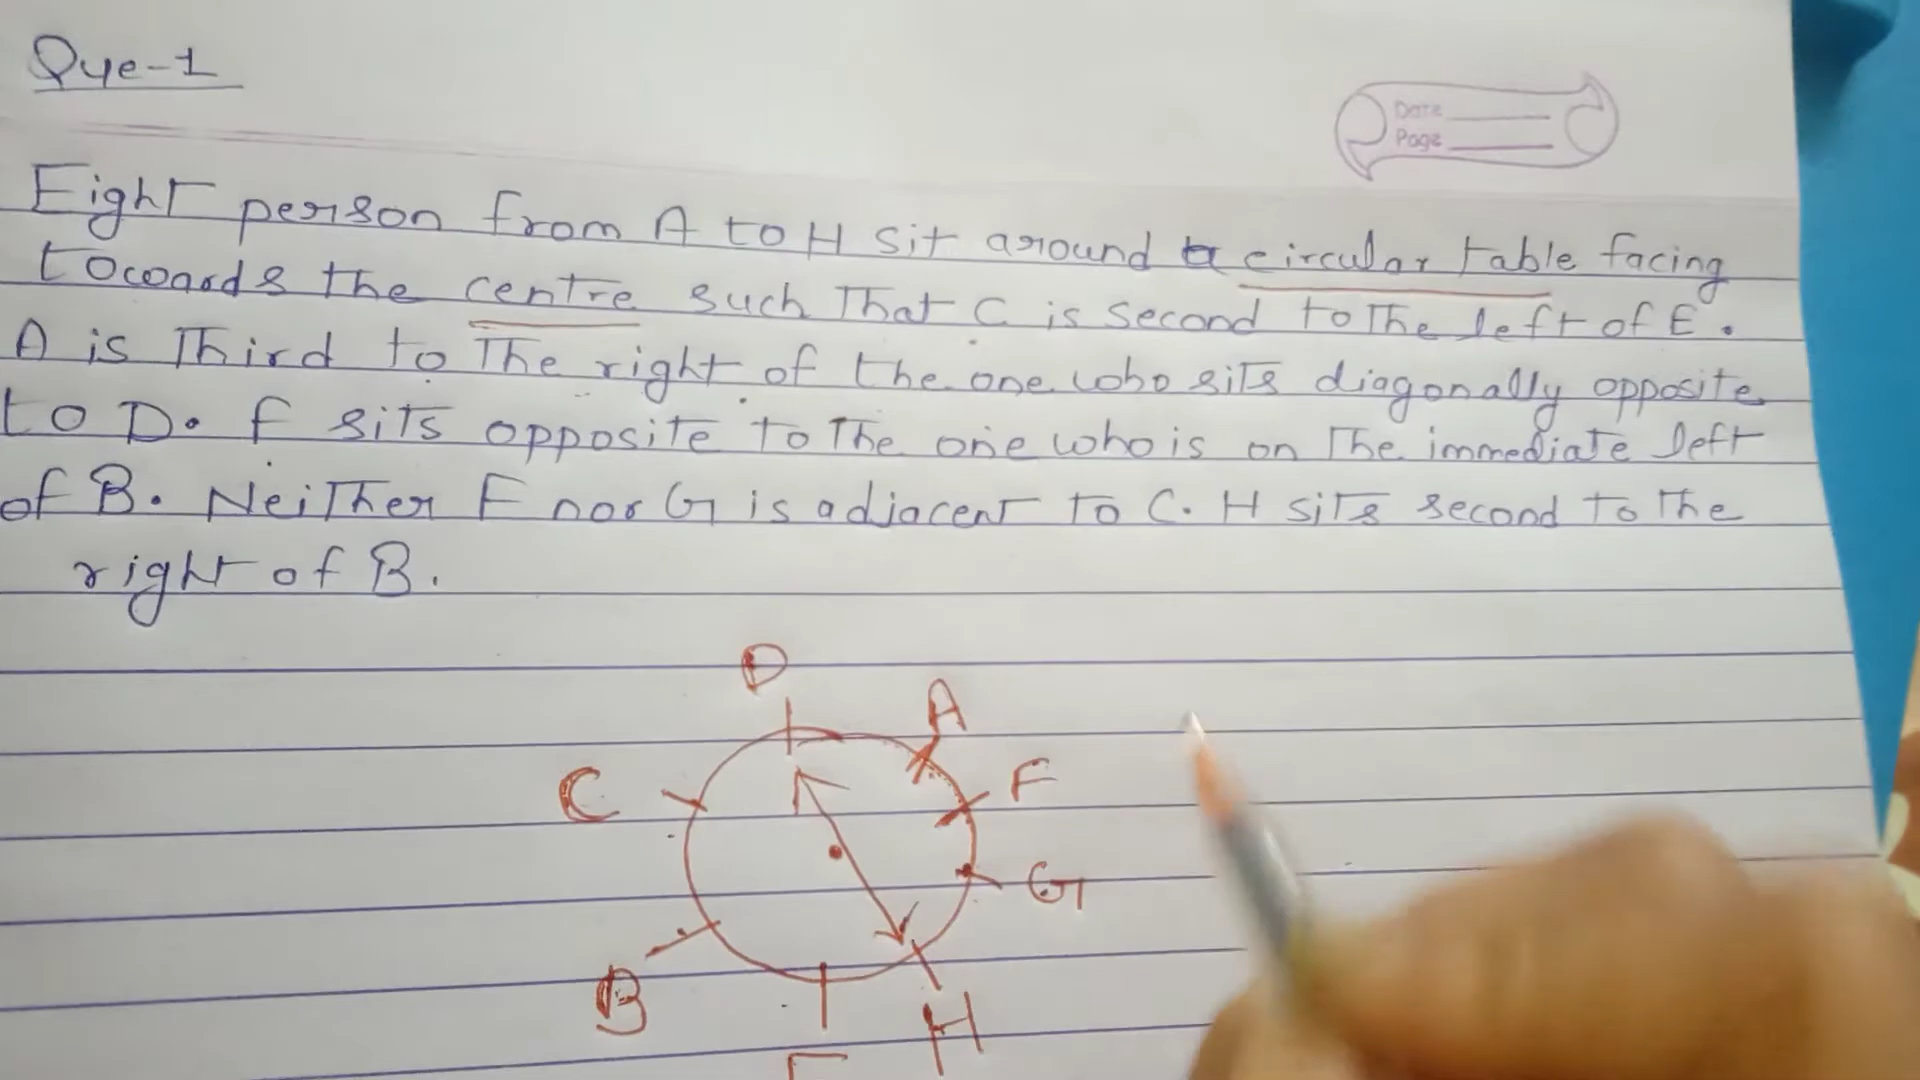 Que-1
Date
Page
Eight person from A to H sit around a circular table facing
towards the centre such that C is second to the left of E.
A is Third to The right of the one who sits diagonally opposite
to D. F sits opposite to The one who is on The immediate left
of B. Neither F nor G is adjacent to C. H sits second to The
right of B.
D
A
C
F
G
B
H